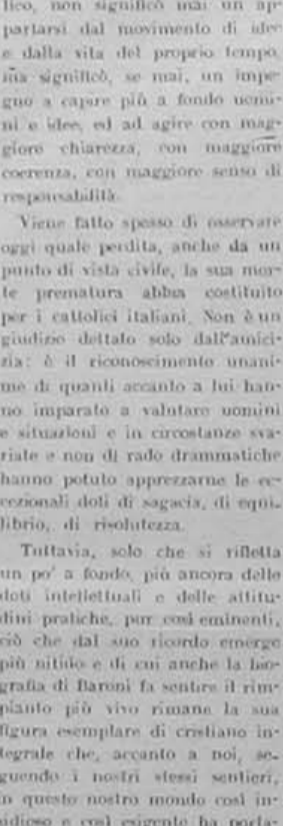 lico, non significò mai un ap-
partarsi dal movimento di idee
e dalla vita del proprio tempo,
ma significò, se mai, un impe-
gno a capire più a fondo uomi-
ni e idee, ed ad agire con mag-
giore chiarezza, con maggiore
coerenza, con maggiore senso di
responsabilità.
Viene fatto spesso di osservare
oggi quale perdita, anche da un
punto di vista civile, la sua mor-
te prematura abbia costituito
per i cattolici italiani. Non è un
giudizio dettato solo dall'amici-
zia: è il riconoscimento unani-
me di quanti accanto a lui han-
no imparato a valutare uomini
e situazioni e in circostanze sva-
riate e non di rado drammatiche
hanno potuto apprezzarne le ec-
cezionali doti di sagacia, di equi-
librio, di risolutezza.
Tuttavia, solo che si rifletta
un po' a fondo, più ancora delle
doti intellettuali e delle attitu-
dini pratiche, pur così eminenti,
ciò che dal suo ricordo emerge
più nitido e di cui anche la bio-
grafia di Baroni fa sentire il rim-
pianto più vivo rimane la sua
figura esemplare di cristiano in-
tegrale che, accanto a noi, se-
guendo i nostri stessi sentieri,
in questo nostro mondo così in-
sidioso e così esigente ha porta-